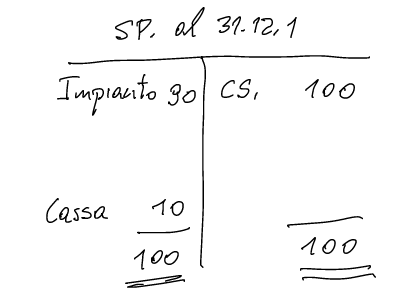 SP. al 31.12.1
Impianto 90 CS. 100
Cassa 10
100 100